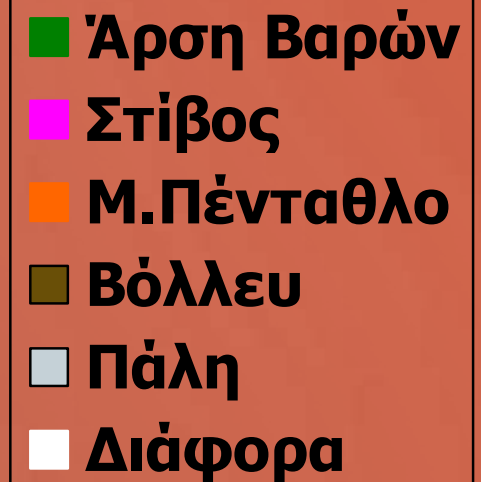 Άρση Βαρών
Στίβος
Μ.Πένταθλο
Βόλλευ
Πάλη
Διάφορα